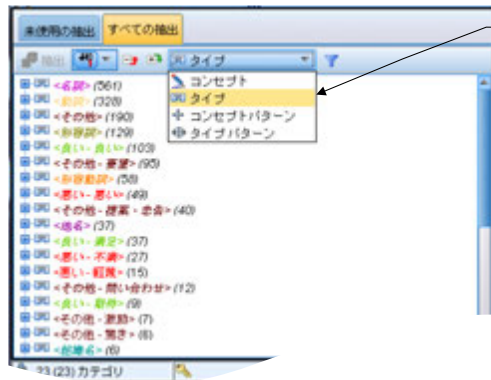 未使用の抽出 すべての抽出
抽出 タイプ
コンセプト
タイプ
コンセプトパターン
タイプパターン
<名詞> (561)
<動詞> (328)
<その他> (190)
<形容詞> (129)
<良い - 良い> (103)
<その他 - 要望> (95)
<形容動詞> (58)
<悪い - 悪い> (49)
<その他 - 提案・忠告> (40)
<地名> (37)
<良い - 満足> (37)
<悪い - 不満> (27)
<悪い - 軽蔑> (15)
<その他 - 問い合わせ> (12)
<良い - 期待> (9)
<その他 - 激励> (7)
<その他 - 驚き> (6)
<組織名> (6)
23 (23) カテゴリ